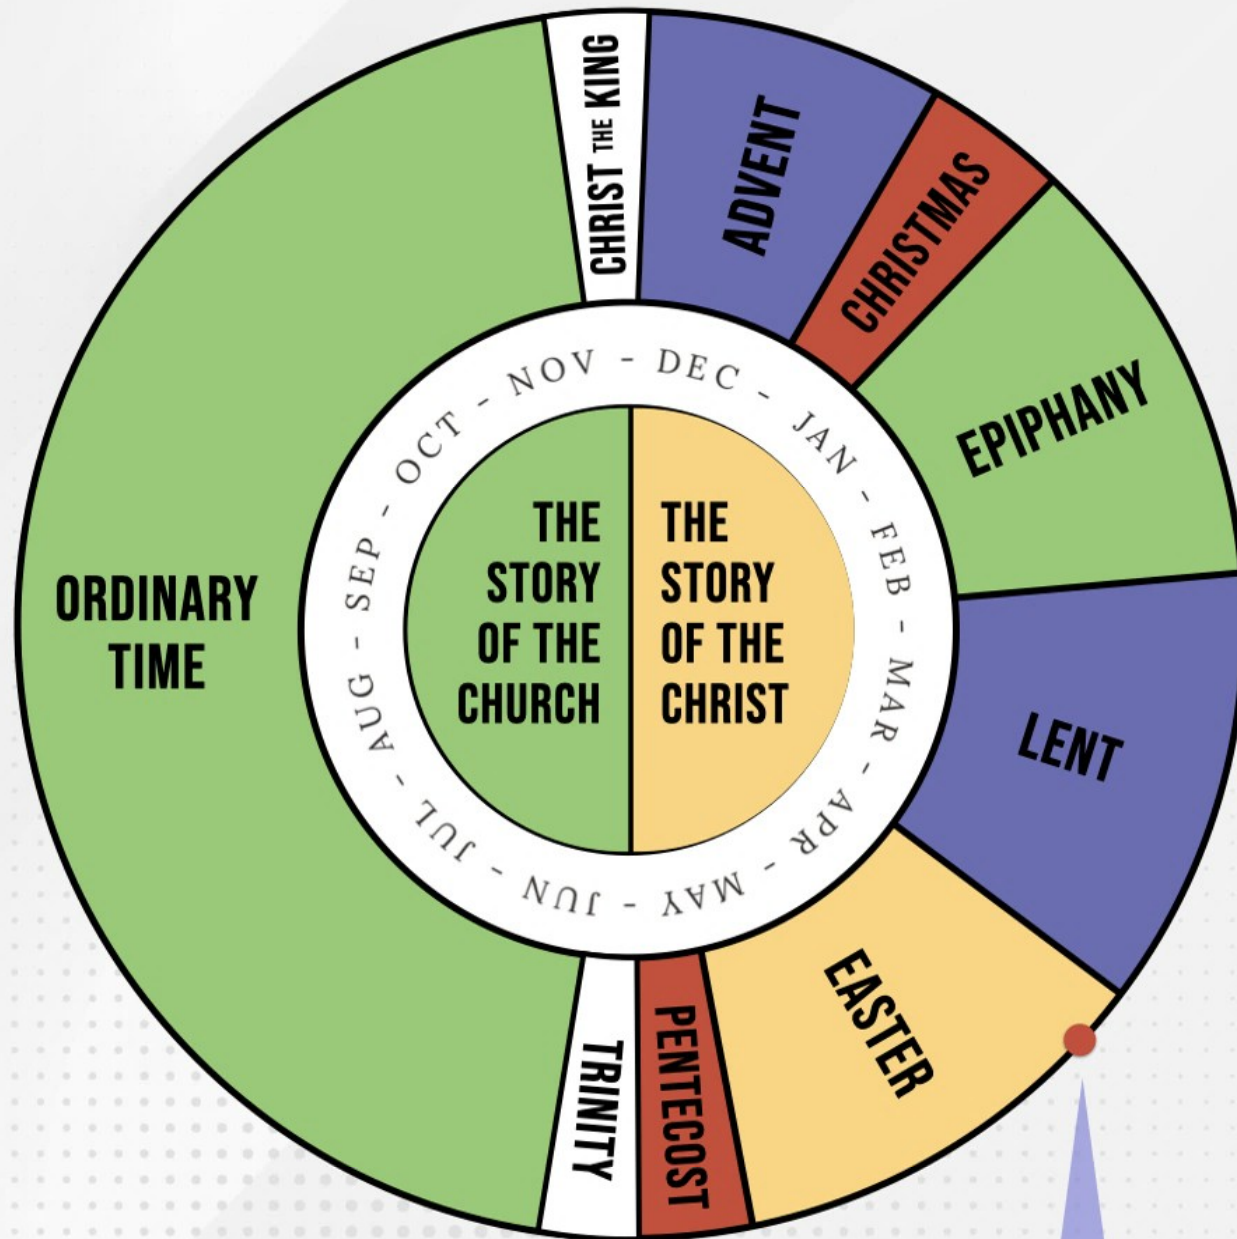 CHRIST THE KING
ADVENT
CHRISTMAS
EPIPHANY
LENT
EASTER
PENTECOST
TRINITY
ORDINARY
TIME
DEC - JAN - FEB - MAR - APR - MAY - JUN - JUL - AUG - SEP - OCT - NOV -
THE
STORY
OF THE
CHURCH
THE
STORY
OF THE
CHRIST